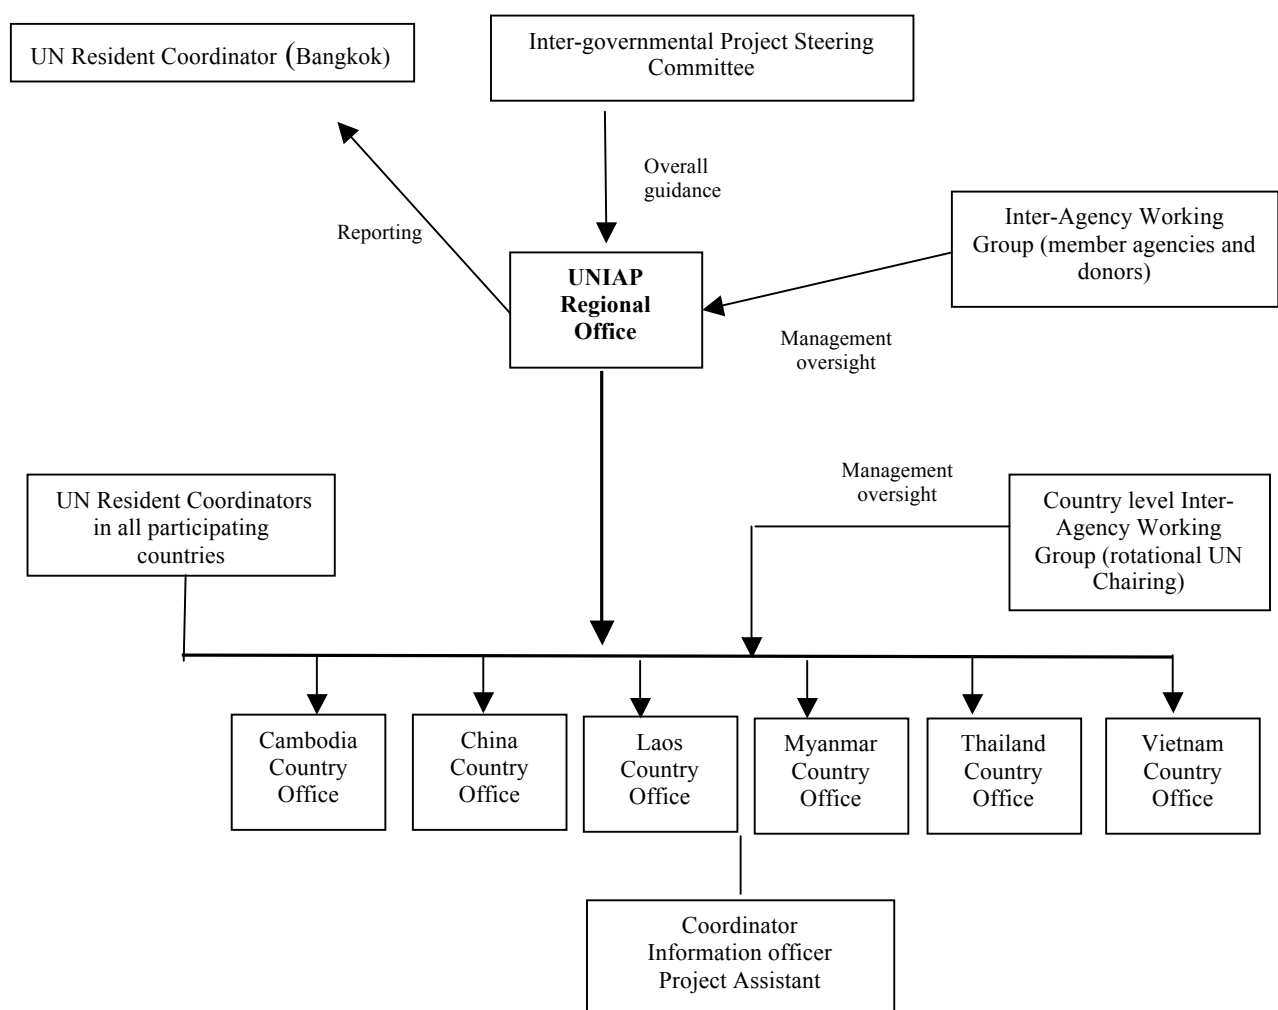 UN Resident Coordinator (Bangkok)
Inter-governmental Project Steering
Committee
Overall
guidance
Reporting
Inter-Agency Working
Group (member agencies and
donors)
UNIAP
Regional
Office
Management
oversight
UN Resident Coordinators
in all participating
countries
Management
oversight
Country level Inter-
Agency Working
Group (rotational UN
Chairing)
Cambodia
Country
Office
China
Country
Office
Laos
Country
Office
Myanmar
Country
Office
Thailand
Country
Office
Vietnam
Country
Office
Coordinator
Information officer
Project Assistant